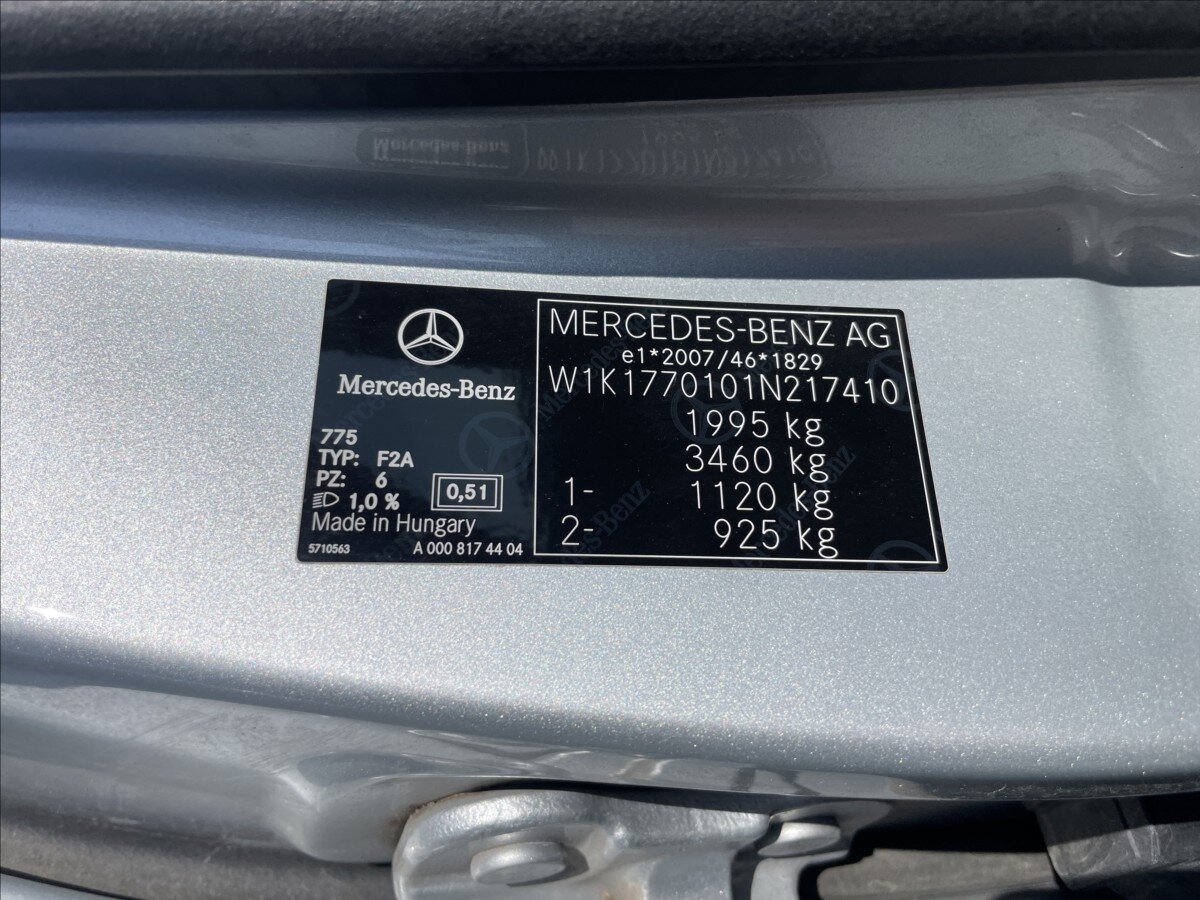 Mercedes-Benz
775
TYP: F2A
PZ: 6
1,0 %
0,51
Made in Hungary
5710563 A 000 817 44 04
MERCEDES-BENZ AG
e1*2007/46*1829
W1K1770101N217410
1995 kg
3460 kg
1- 1120 kg
2- 925 kg